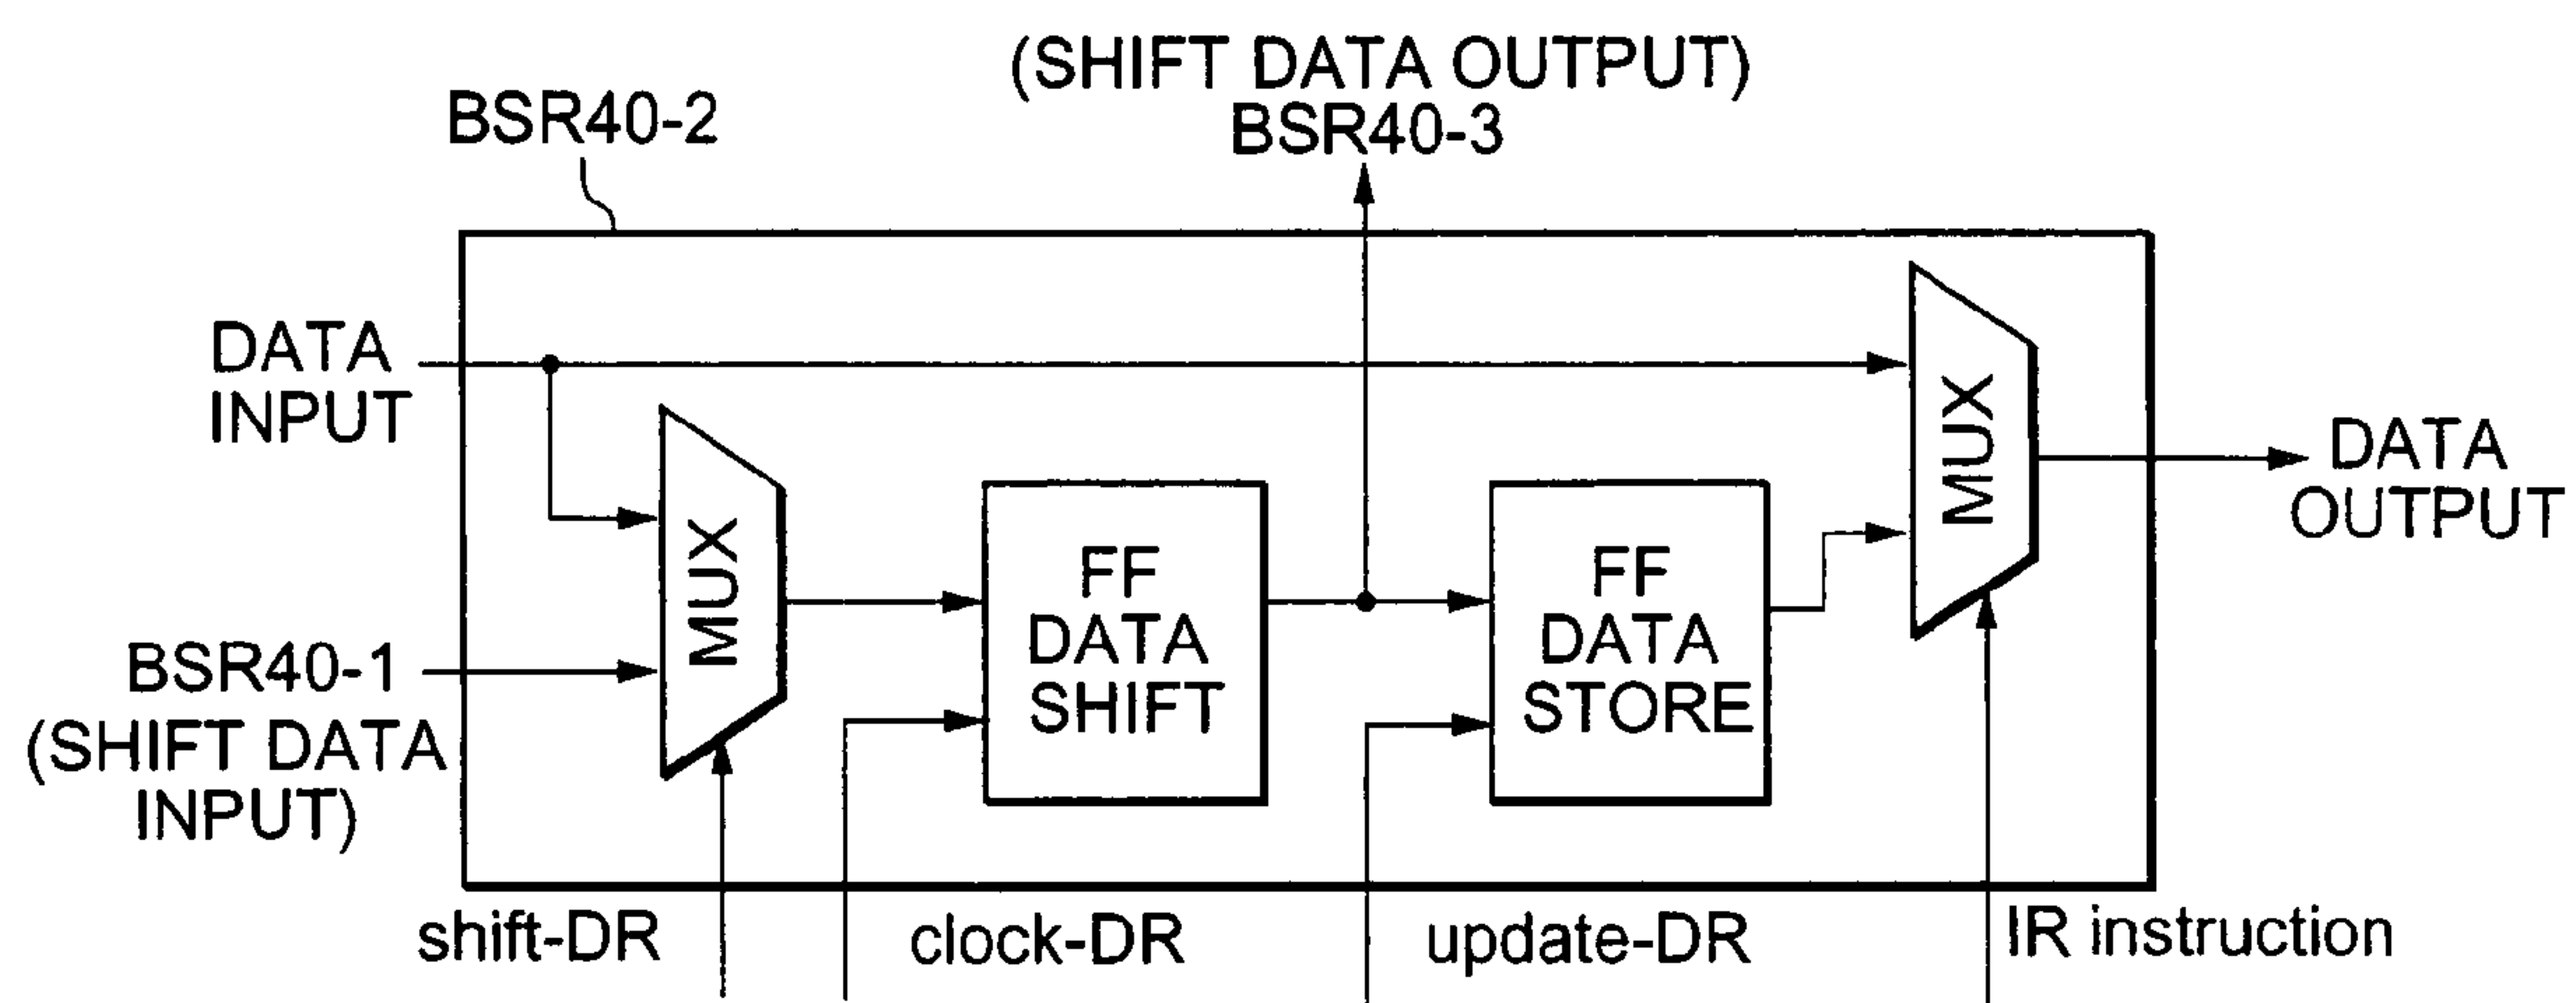 (SHIFT DATA OUTPUT)
BSR40-3
BSR40-2
DATA
INPUT
MUX
BSR40-1
(SHIFT DATA
INPUT)
FF
DATA
SHIFT
FF
DATA
STORE
MUX
DATA
OUTPUT
shift-DR
clock-DR
update-DR
IR instruction